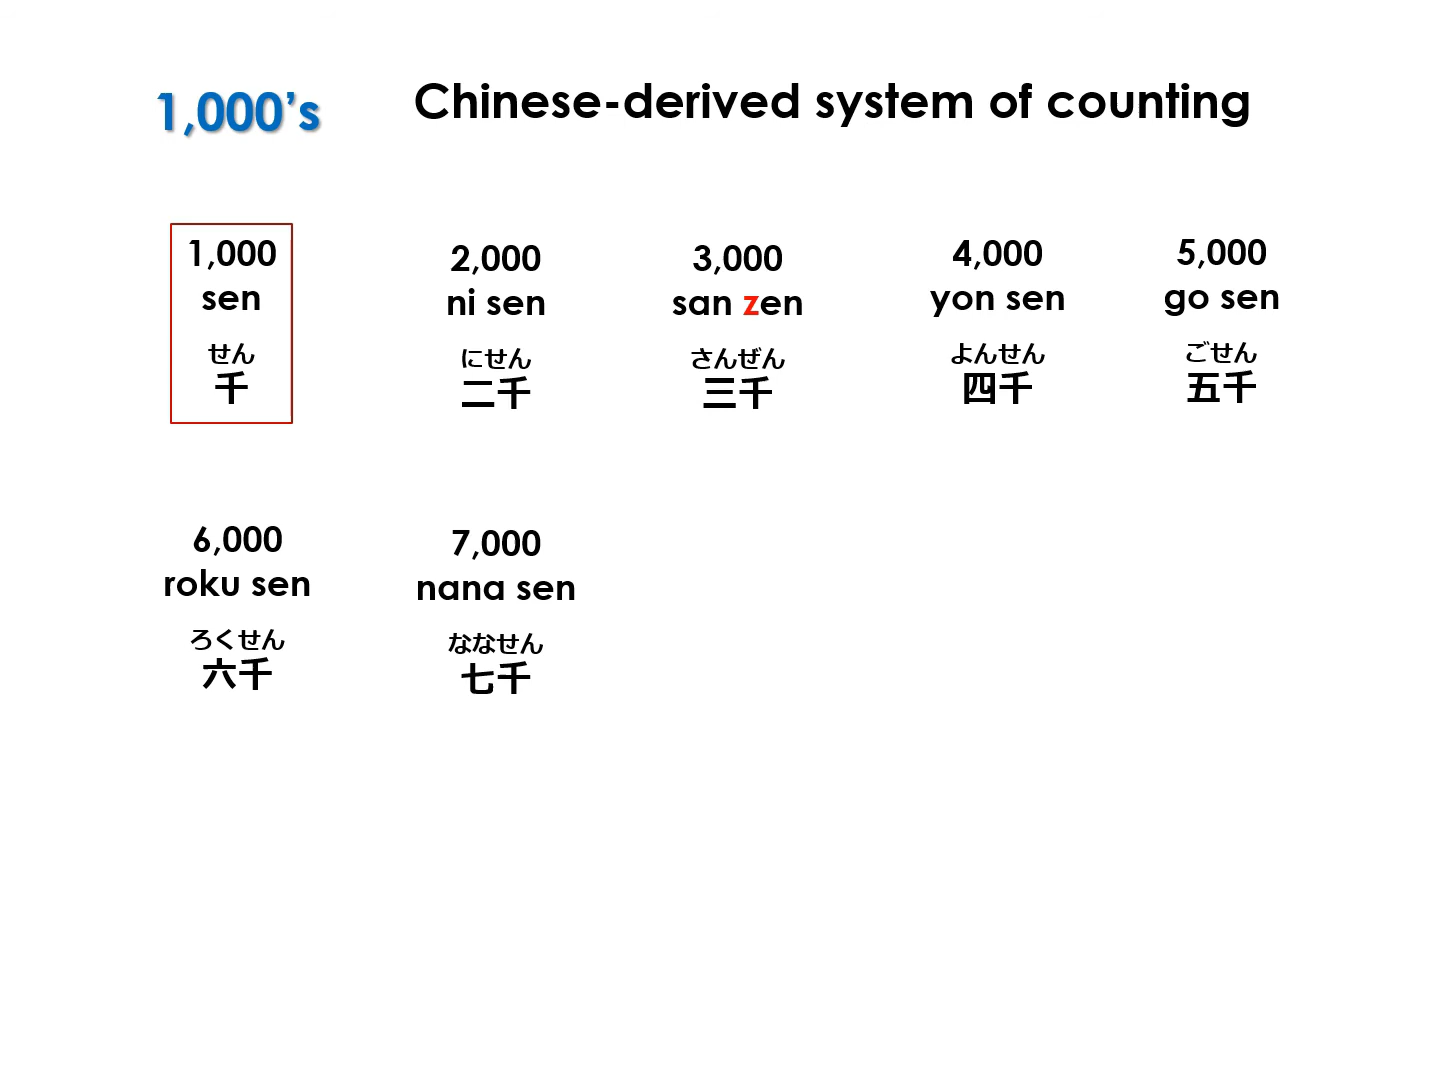 1,000’s
Chinese-derived system of counting
1,000
sen
せん
千
2,000
ni sen
にせん
二千
3,000
san zen
さんぜん
三千
4,000
yon sen
よんせん
四千
5,000
go sen
ごせん
五千
6,000
roku sen
ろくせん
六千
7,000
nana sen
ななせん
七千